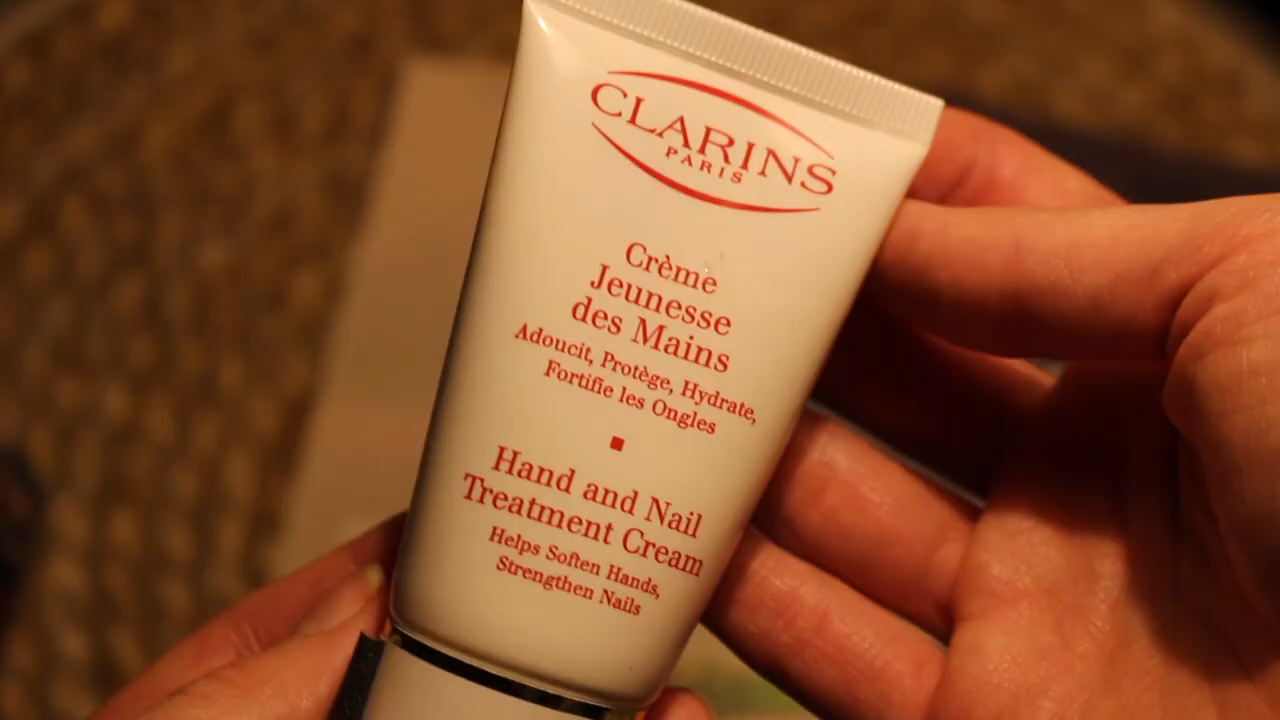 CLARINS
PARIS
Crème
Jeunesse
des Mains
Adoucit, Protège, Hydrate,
Fortifie les Ongles
Hand and Nail
Treatment Cream
Helps Soften Hands,
Strengthen Nails